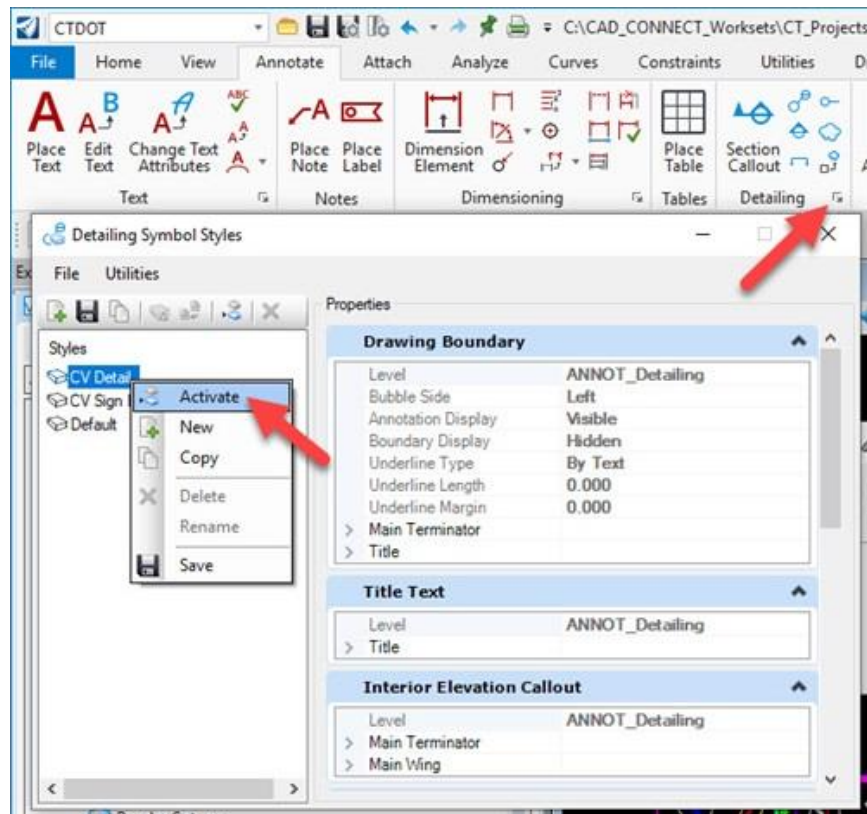 CTDOT C:\CAD_CONNECT_Worksets\CT_Projects
File Home View Annotate Attach Analyze Curves Constraints Utilities
A B A ABC
Place Text Edit Text Change Text Attributes Place Note Place Label Dimension Element Place Table Section Callout
Text Notes Dimensioning Tables Detailing
Detailing Symbol Styles
File Utilities
Properties
Styles
CV Detail
CV Sign
Default
Activate
New
Copy
Delete
Rename
Save
Drawing Boundary
Level ANNOT_Detailing
Bubble Side Left
Annotation Display Visible
Boundary Display Hidden
Underline Type By Text
Underline Length 0.000
Underline Margin 0.000
> Main Terminator
> Title
Title Text
Level ANNOT_Detailing
> Title
Interior Elevation Callout
Level ANNOT_Detailing
> Main Terminator
> Main Wing